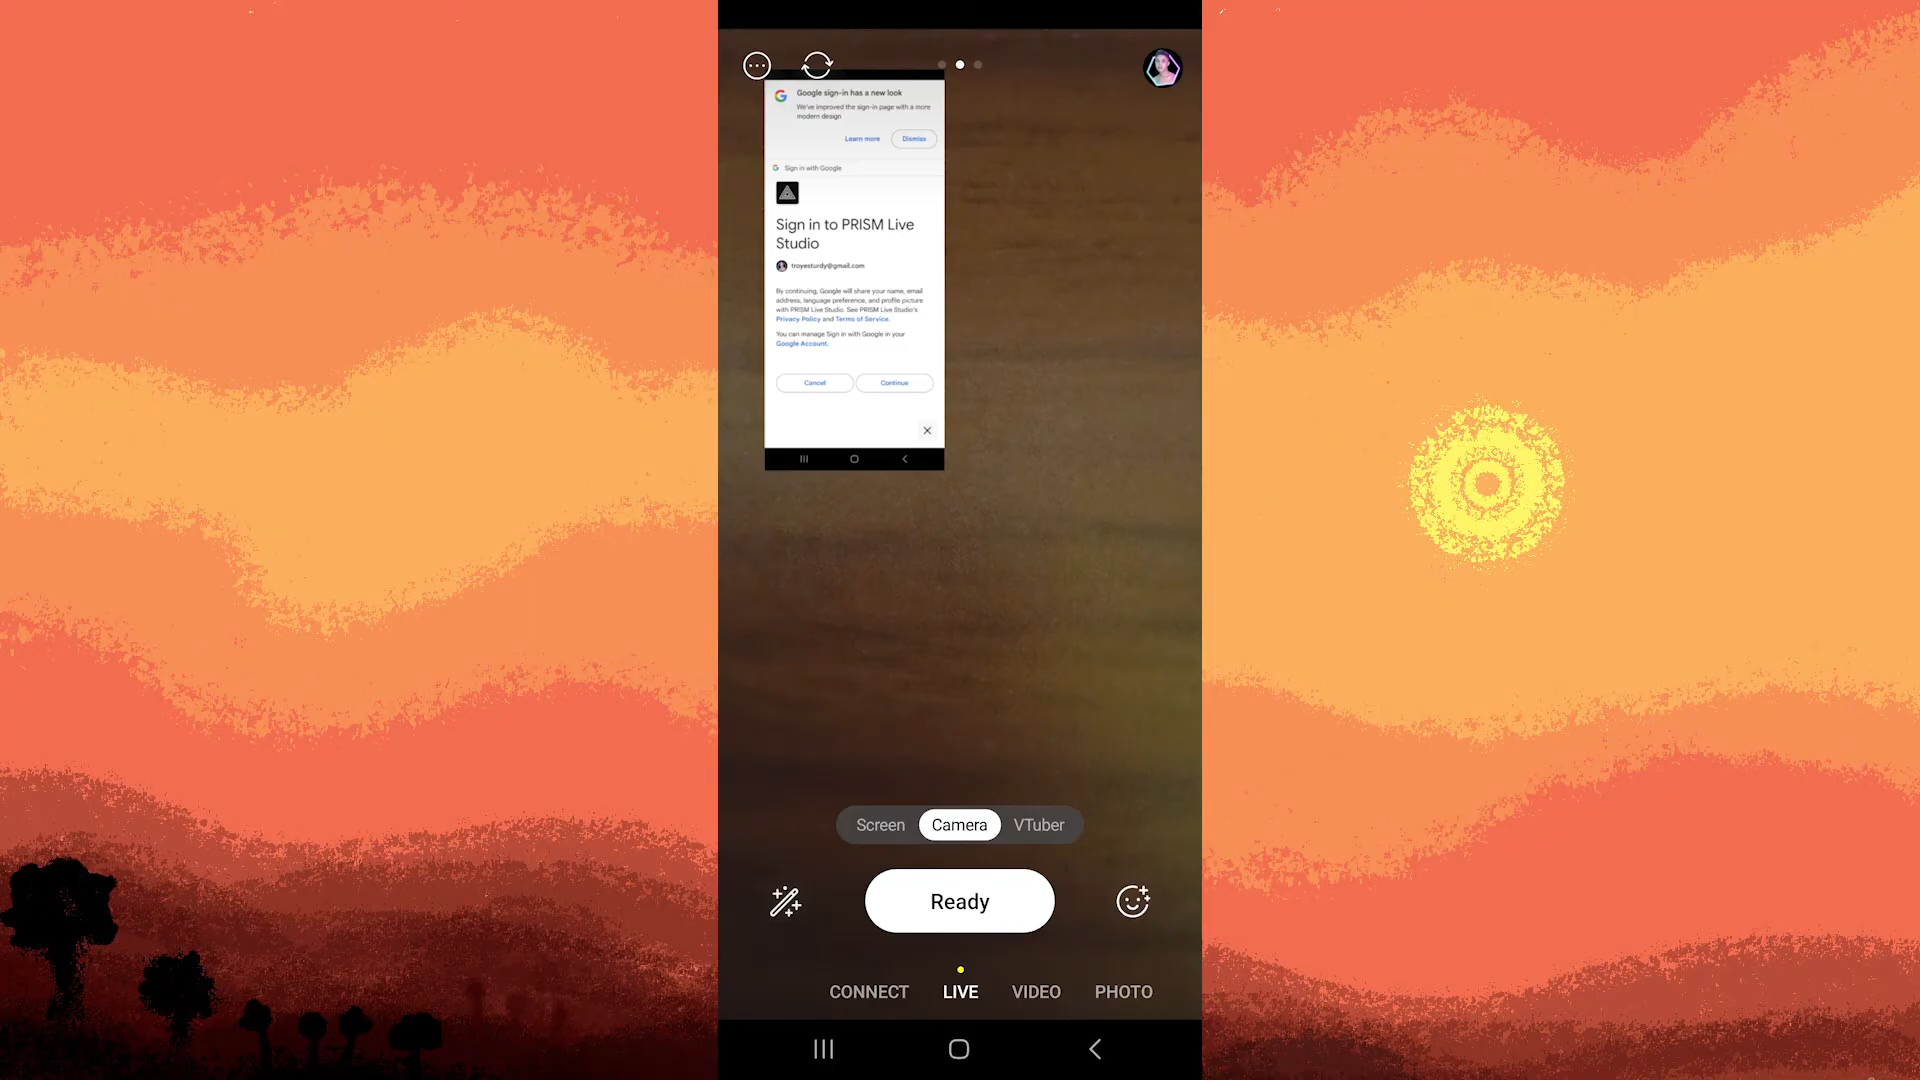 Google sign-in has a new look
We've improved the sign-in page with a more
modern design
Learn more
Dismiss
Sign in with Google
Sign in to PRISM Live
Studio
troyesturdy@gmail.com
By continuing, Google will share your name, email
address, language preference, and profile picture
with PRISM Live Studio. See PRISM Live Studio's
Privacy Policy and Terms of Service.
You can manage Sign in with Google in your
Google Account.
Cancel
Continue
Screen
Camera
VTuber
Ready
CONNECT
LIVE
VIDEO
PHOTO